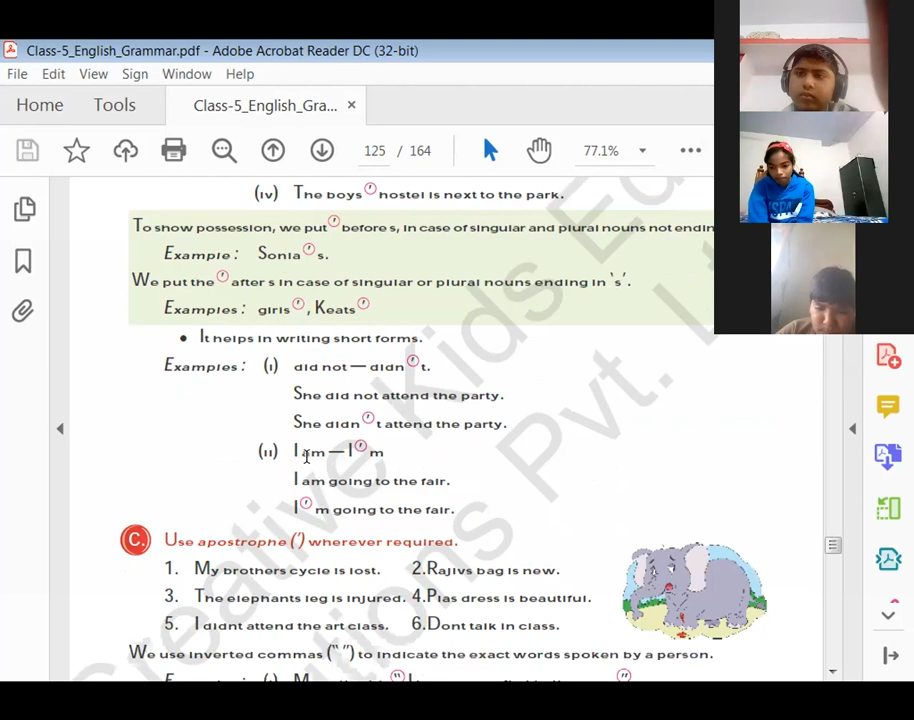 Class-5_English_Grammar.pdf - Adobe Acrobat Reader DC (32-bit)
File Edit View Sign Window Help
Home Tools Class-5_English_Gra... ×
125 / 164 77.1%
(iv) The boys' hostel is next to the park.
To show possession, we put ' before s, in case of singular and plural nouns not endin
Example: Sonia's.
We put the ' after s in case of singular or plural nouns ending in 's'.
Examples: girls', Keats'
• It helps in writing short forms.
Examples: (i) did not — didn't.
She did not attend the party.
She didn't attend the party.
(ii) I am — I'm
I am going to the fair.
I'm going to the fair.
C. Use apostrophe (') wherever required.
1. My brothers cycle is lost. 2. Rajivs bag is new.
3. The elephants leg is injured. 4. Pias dress is beautiful.
5. I didnt attend the art class. 6. Dont talk in class.
We use inverted commas (“ ”) to indicate the exact words spoken by a person.
Creative Kids Edu
tions Pvt. Lt